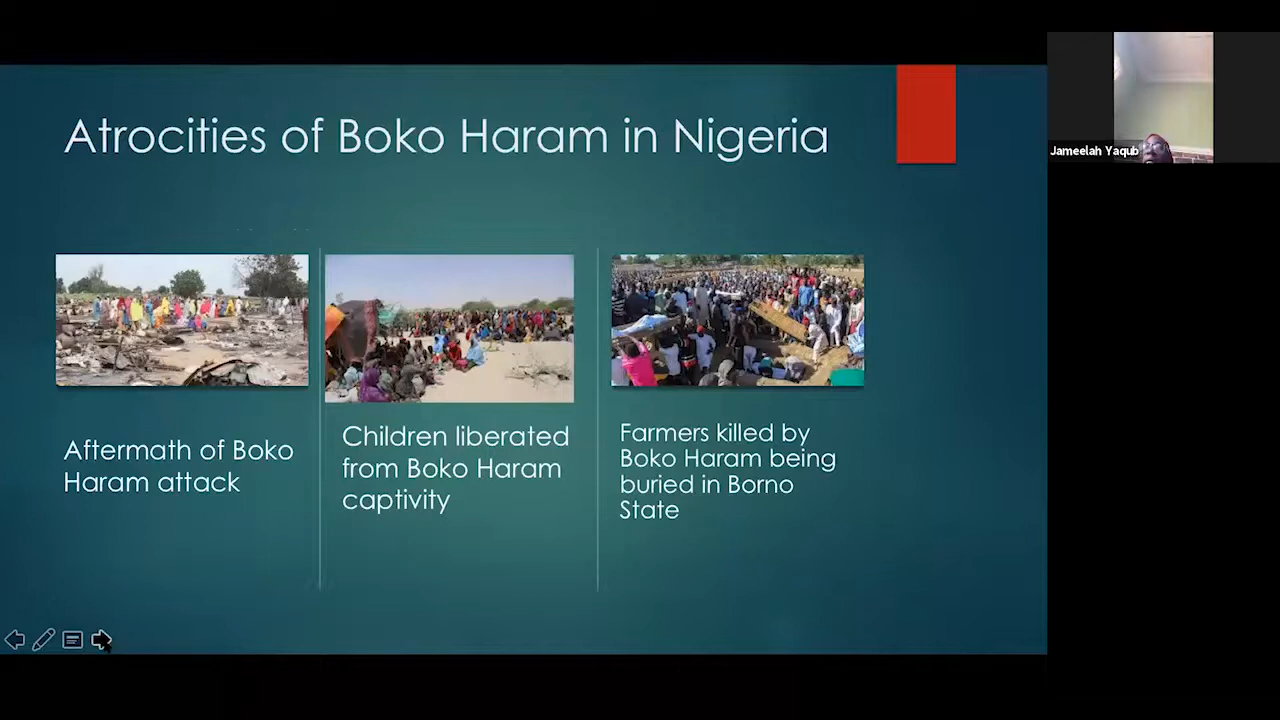 Atrocities of Boko Haram in Nigeria
Jameelah Yaqub
Aftermath of Boko
Haram attack
Children liberated
from Boko Haram
captivity
Farmers killed by
Boko Haram being
buried in Borno
State